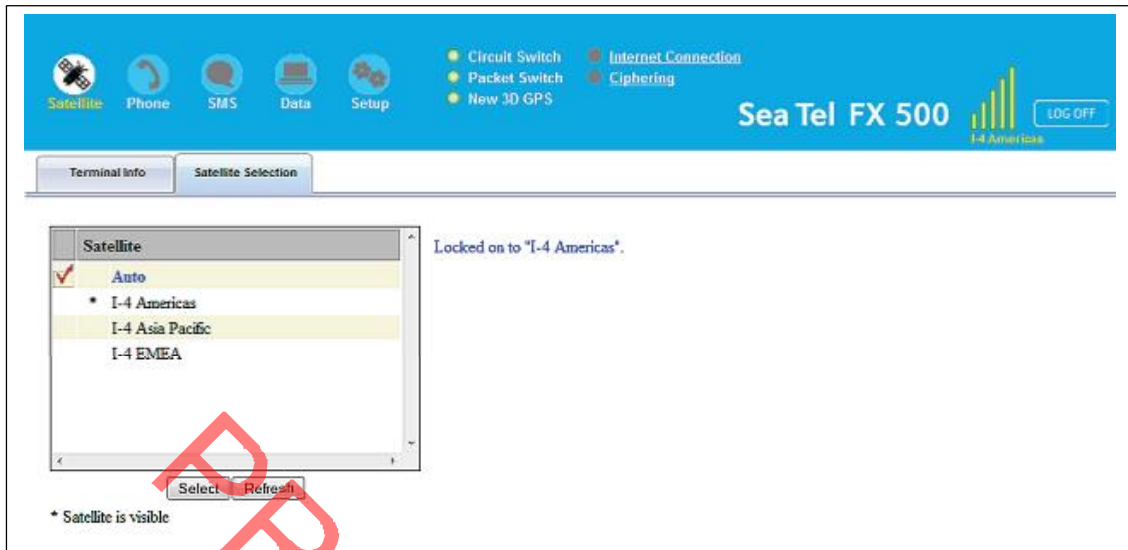 Circuit Switch Internet Connection
Packet Switch Ciphering
New 3D GPS
Satellite Phone SMS Data Setup
Sea Tel FX 500
LOG OFF
I-4 Americas
Terminal Info Satellite Selection
Satellite
Locked on to "I-4 Americas".
Auto
* I-4 Americas
I-4 Asia Pacific
I-4 EMEA
Select Refresh
* Satellite is visible